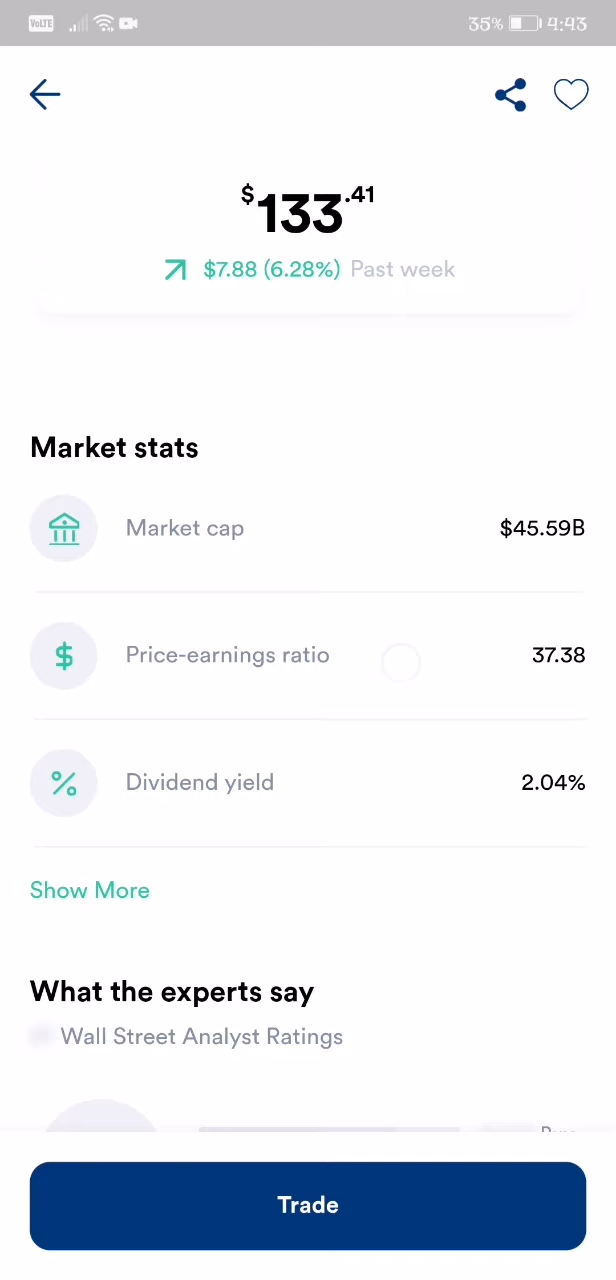 VoLTE 35% 4:43
$133.41
$7.88 (6.28%) Past week
Market stats
Market cap $45.59B
Price-earnings ratio 37.38
Dividend yield 2.04%
Show More
What the experts say
Wall Street Analyst Ratings
Trade